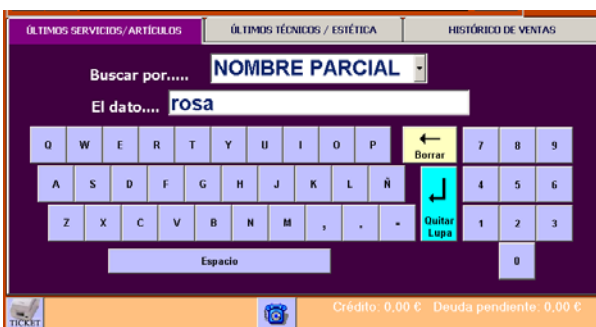 ÚLTIMOS SERVICIOS/ARTÍCULOS ÚLTIMOS TÉCNICOS / ESTÉTICA HISTÓRICO DE VENTAS
Buscar por..... NOMBRE PARCIAL
El dato.... rosa
Q W E R T Y U I O P Borrar 7 8 9
A S D F G H J K L Ñ Quitar Lupa 4 5 6
Z X C V B N M , . - 1 2 3
Espacio 0
TICKET Crédito: 0,00 € Deuda pendiente: 0,00 €